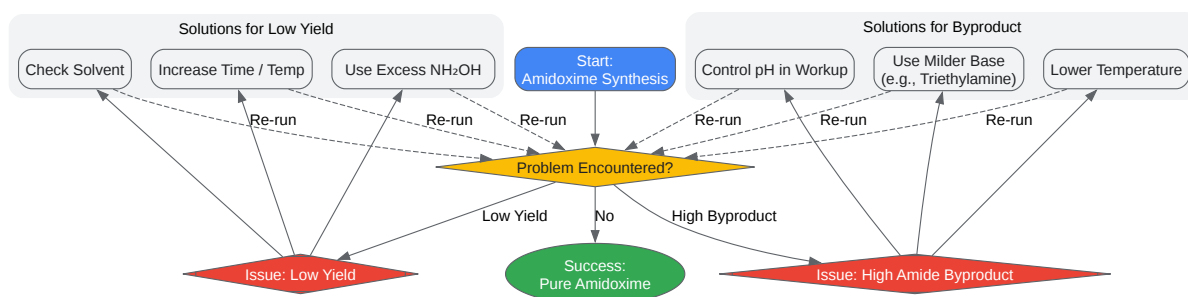 Solutions for Low Yield
Solutions for Byproduct
Check Solvent
Increase Time / Temp
Use Excess NH₂OH
Start:
Amidoxime Synthesis
Control pH in Workup
Use Milder Base
(e.g., Triethylamine)
Lower Temperature
Re-run
Re-run
Re-run
Re-run
Re-run
Re-run
Problem Encountered?
Low Yield
No
High Byproduct
Issue: Low Yield
Success:
Pure Amidoxime
Issue: High Amide Byproduct